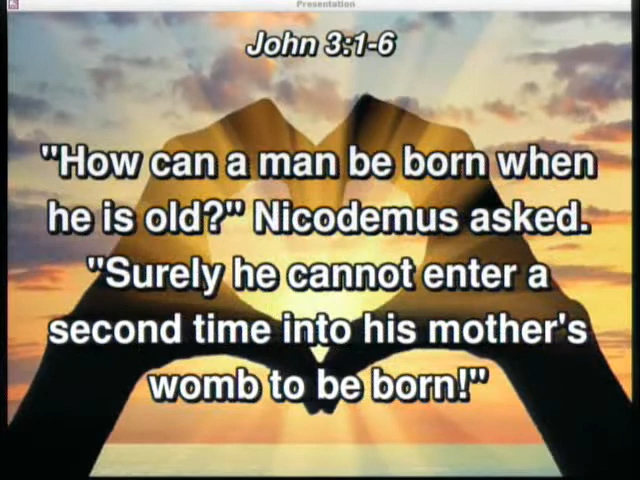 Presentation
John 3:1-6
"How can a man be born when
he is old?" Nicodemus asked.
"Surely he cannot enter a
second time into his mother's
womb to be born!"